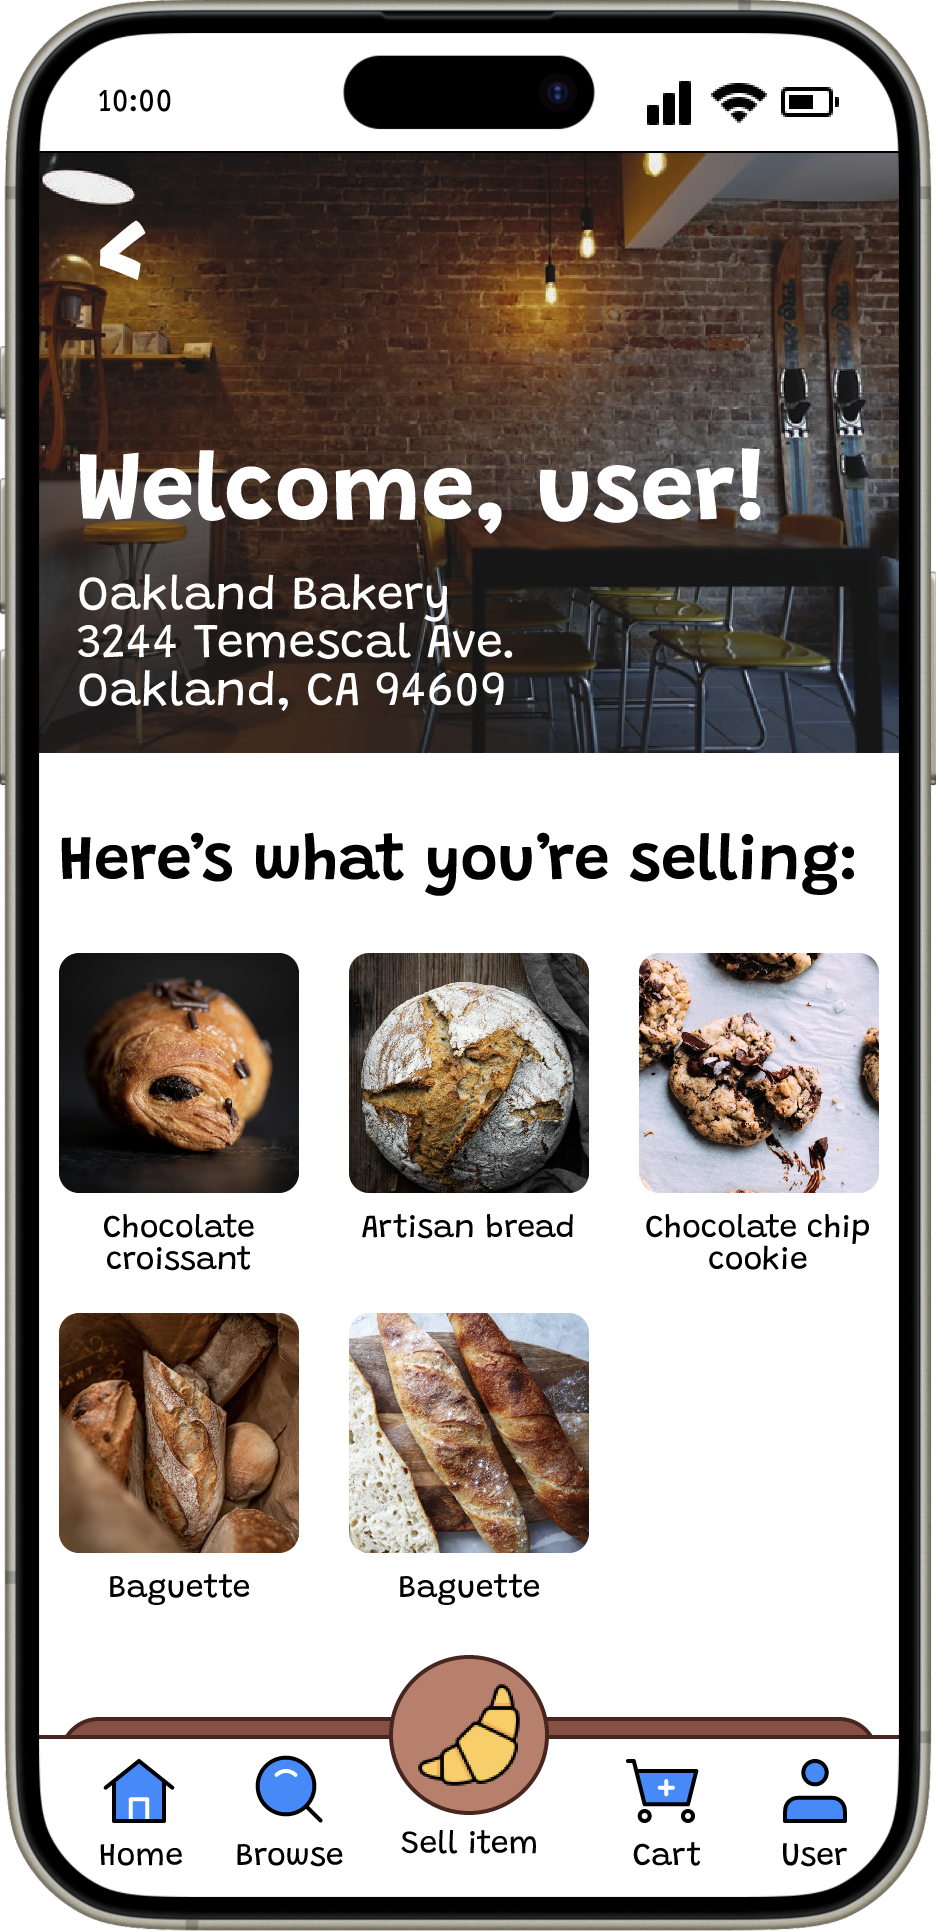 10:00
Welcome, user!
Oakland Bakery
3244 Temescal Ave.
Oakland, CA 94609
Here’s what you’re selling:
Chocolate
croissant
Artisan bread
Chocolate chip
cookie
Baguette
Baguette
Home
Browse
Sell item
Cart
User